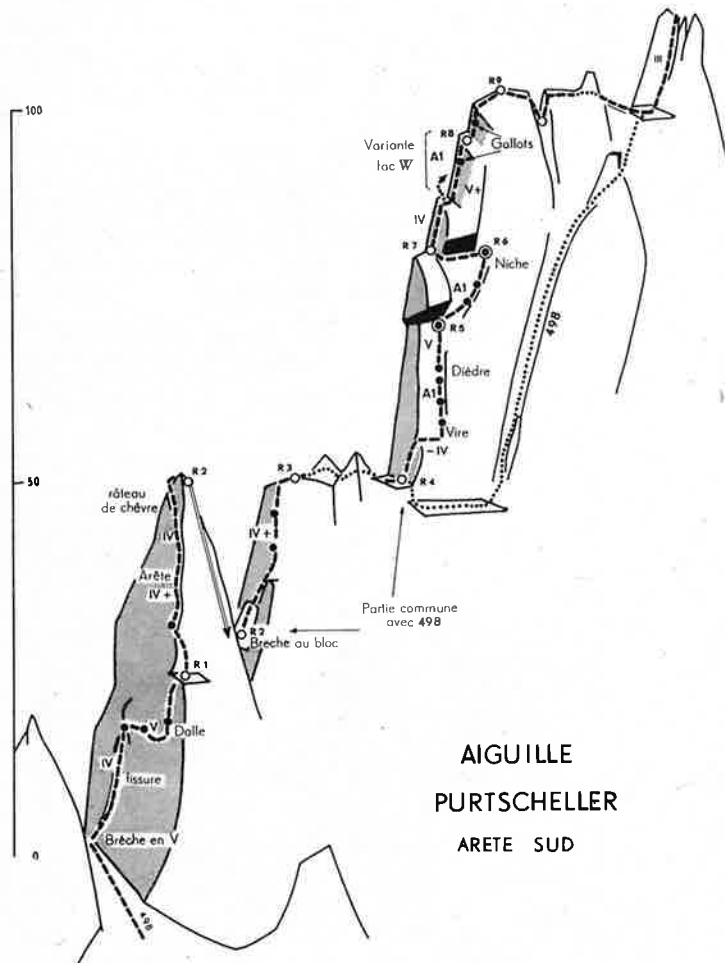 100
R9
III
Variante
lac W
A1
R8
Gallots
V+
IV
R7
R6
Niche
A1
R5
V
498
Dièdre
A1
Vire
-IV
50
R2
R3
R4
râteau
de chêvre
IV
IV+
Arête
IV+
Partie commune
avec 498
R2
Brèche au bloc
R1
V
Dalle
IV
fissure
AIGUILLE
PURTSCHELLER
ARETE SUD
Brèche en V
0
498